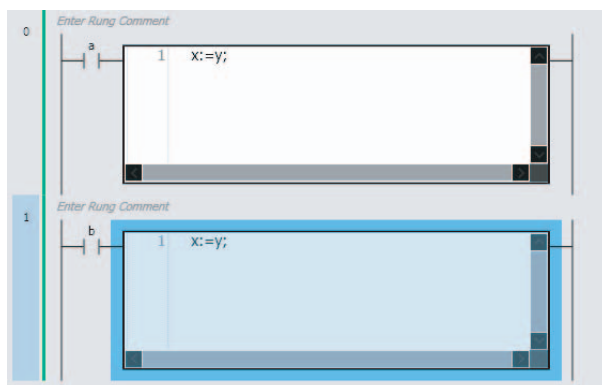 0
Enter Rung Comment
a
1 x:=y;
1
Enter Rung Comment
b
1 x:=y;